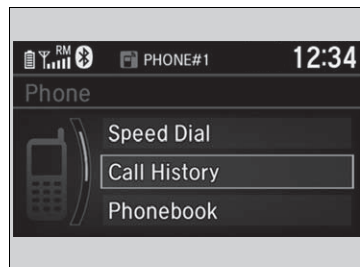 RM PHONE#1 12:34
Phone
Speed Dial
Call History
Phonebook